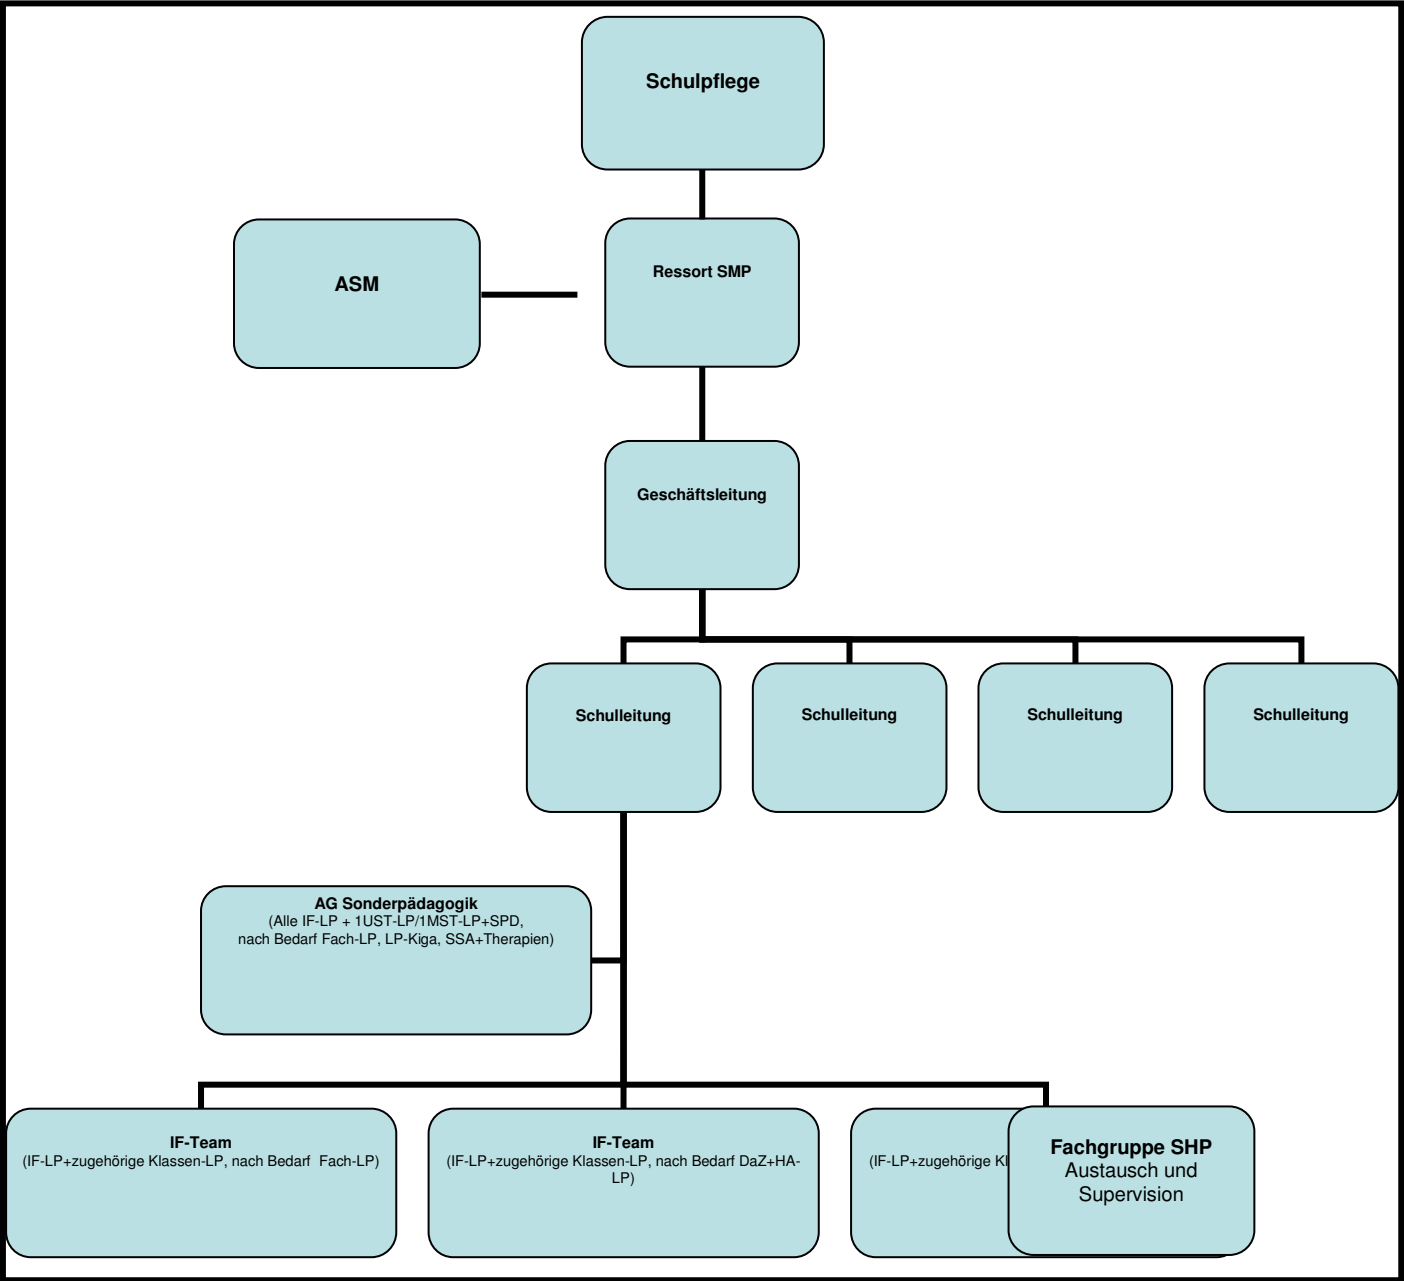 Schulpflege
ASM
Ressort SMP
Geschäftsleitung
Schulleitung
Schulleitung
Schulleitung
Schulleitung
AG Sonderpädagogik
(Alle IF-LP + 1UST-LP/1MST-LP+SPD,
nach Bedarf Fach-LP, LP-Kiga, SSA+Therapien)
IF-Team
(IF-LP+zugehörige Klassen-LP, nach Bedarf  Fach-LP)
IF-Team
(IF-LP+zugehörige Klassen-LP, nach Bedarf DaZ+HA-
LP)
(IF-LP+zugehörige Kl
Fachgruppe SHP
Austausch und
Supervision